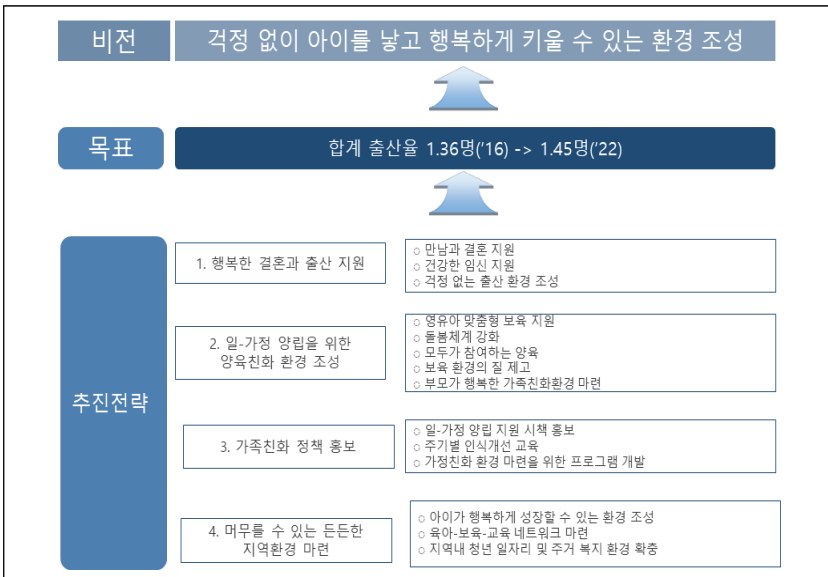 비전
걱정 없이 아이를 낳고 행복하게 키울 수 있는 환경 조성
목표
합계 출산율 1.36명('16) -> 1.45명('22)
추진전략
1. 행복한 결혼과 출산 지원
○ 만남과 결혼 지원
○ 건강한 임신 지원
○ 걱정 없는 출산 환경 조성
2. 일-가정 양립을 위한
양육친화 환경 조성
○ 영유아 맞춤형 보육 지원
○ 돌봄체계 강화
○ 모두가 참여하는 양육
○ 보육 환경의 질 제고
○ 부모가 행복한 가족친화환경 마련
3. 가족친화 정책 홍보
○ 일-가정 양립 지원 시책 홍보
○ 주기별 인식개선 교육
○ 가정친화 환경 마련을 위한 프로그램 개발
4. 머무를 수 있는 든든한
지역환경 마련
○ 아이가 행복하게 성장할 수 있는 환경 조성
○ 육아-보육-교육 네트워크 마련
○ 지역내 청년 일자리 및 주거 복지 환경 확충